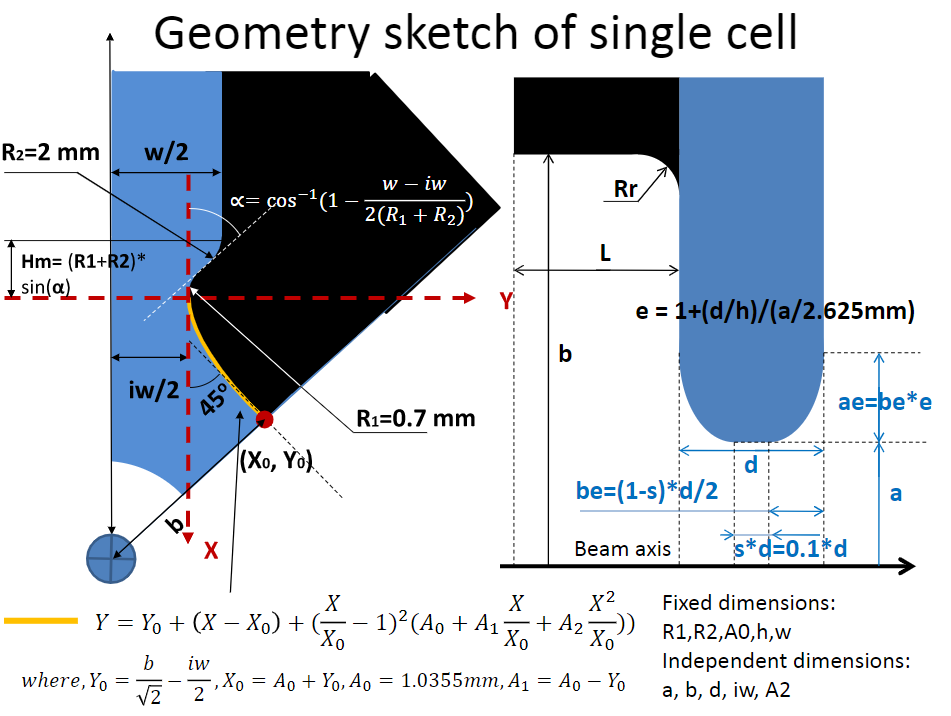 Geometry sketch of single cell
R2=2 mm
w/2
∝= cos⁻¹(1 − (w − iw)/(2(R₁ + R₂)))
Hm= (R1+R2)*
sin(α)
Y
iw/2
45°
R1=0.7 mm
(X0, Y0)
b
X
Rr
L
e = 1+(d/h)/(a/2.625mm)
b
ae=be*e
d
be=(1-s)*d/2
a
Beam axis
s*d=0.1*d
Y = Y₀ + (X − X₀) + (X/X₀ − 1)²(A₀ + A₁ X/X₀ + A₂ X²/X₀))
where, Y₀ = b/√2 − iw/2, X₀ = A₀ + Y₀, A₀ = 1.0355mm, A₁ = A₀ − Y₀
Fixed dimensions:
R1,R2,A0,h,w
Independent dimensions:
a, b, d, iw, A2